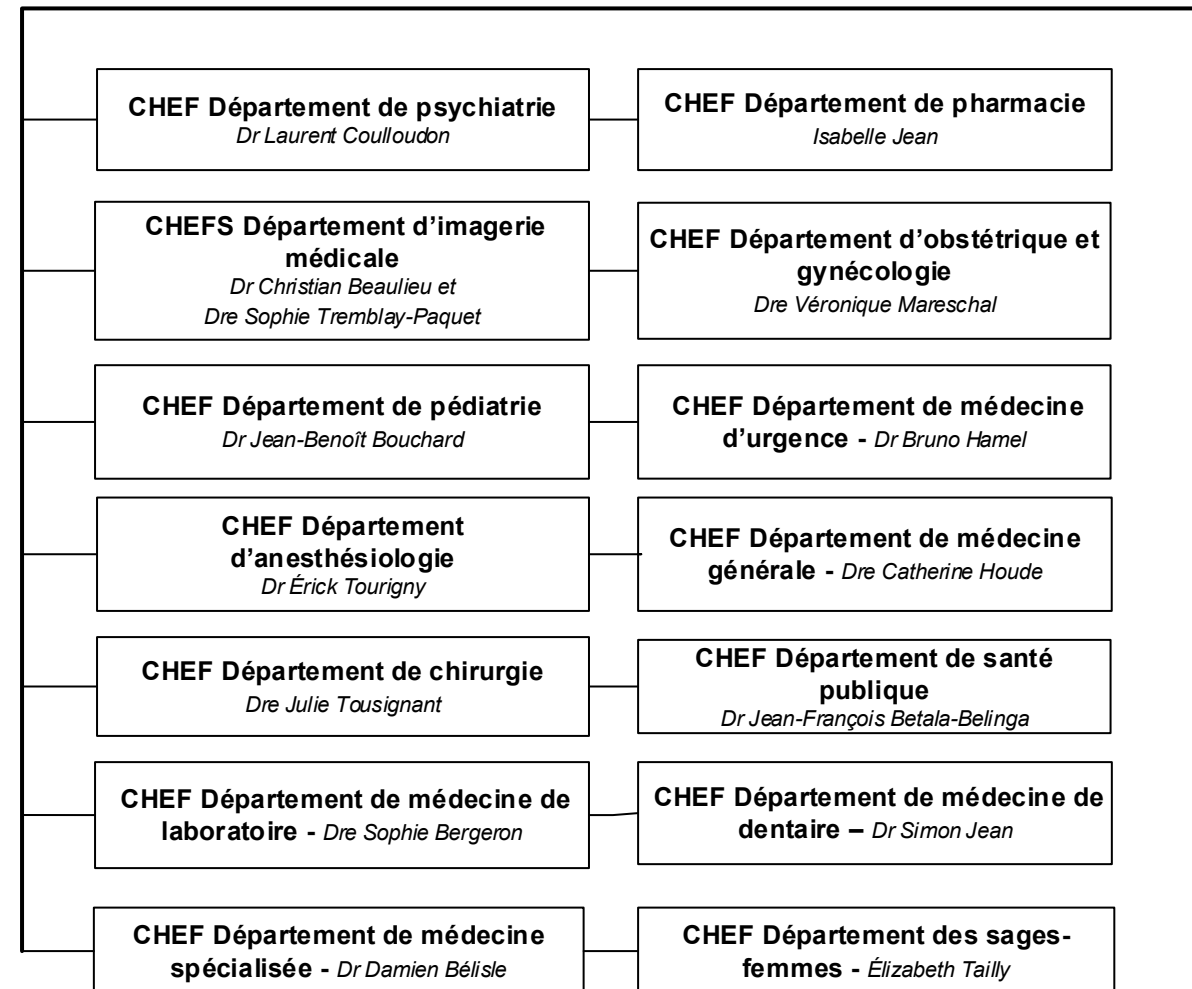 CHEF Département de psychiatrie
Dr Laurent Coulloudon
CHEF Département de pharmacie
Isabelle Jean
CHEFS Département d'imagerie
médicale
Dr Christian Beaulieu et
Dre Sophie Tremblay-Paquet
CHEF Département d'obstétrique et
gynécologie
Dre Véronique Mareschal
CHEF Département de pédiatrie
Dr Jean-Benoît Bouchard
CHEF Département de médecine
d'urgence - Dr Bruno Hamel
CHEF Département
d'anesthésiologie
Dr Érick Tourigny
CHEF Département de médecine
générale - Dre Catherine Houde
CHEF Département de chirurgie
Dre Julie Tousignant
CHEF Département de santé
publique
Dr Jean-François Betala-Belinga
CHEF Département de médecine de
laboratoire - Dre Sophie Bergeron
CHEF Département de médecine de
dentaire – Dr Simon Jean
CHEF Département de médecine
spécialisée - Dr Damien Bélisle
CHEF Département des sages-
femmes - Élizabeth Tailly